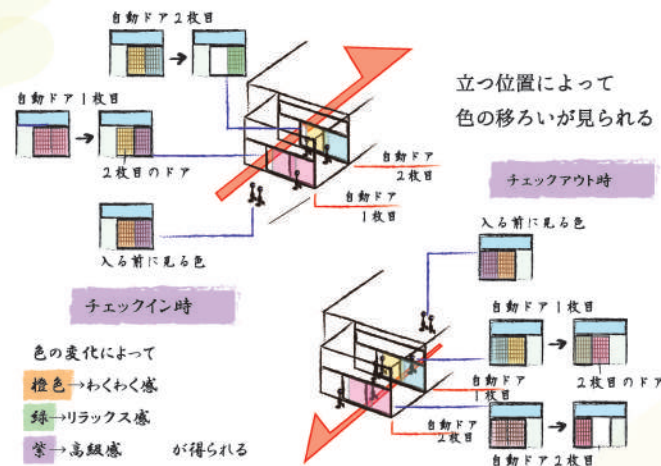 自動ドア2枚目
自動ドア1枚目
2枚目のドア
入る前に見る色
自動ドア
2枚目
自動ドア
1枚目
チェックイン時
色の変化によって
橙色→わくわく感
緑→リラックス感
紫→高級感 が得られる
立つ位置によって
色の移ろいが見られる
チェックアウト時
入る前に見る色
自動ドア1枚目
2枚目のドア
自動ドア
1枚目
自動ドア
2枚目
自動ドア2枚目